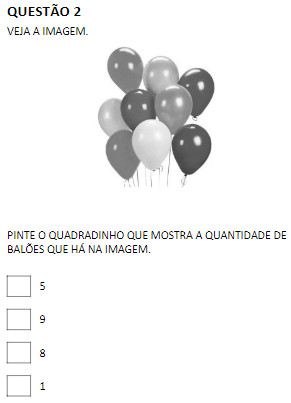 QUESTÃO 2
VEJA A IMAGEM.
PINTE O QUADRADINHO QUE MOSTRA A QUANTIDADE DE
BALÕES QUE HÁ NA IMAGEM.
5
9
8
1